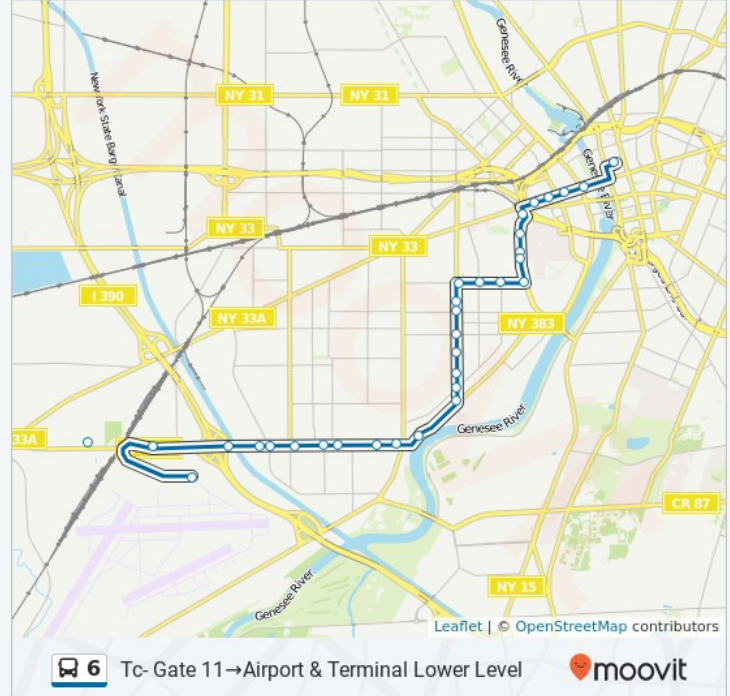 Genesee River
NY 31
NY 31
New York State Barge Canal
Genesee River
NY 33
NY 33
I 390
NY 33A
NY 383
33A
Genesee River
CR 87
NY 15
Genesee River
Leaflet | © OpenStreetMap contributors
6 Tc- Gate 11→Airport & Terminal Lower Level
moovit